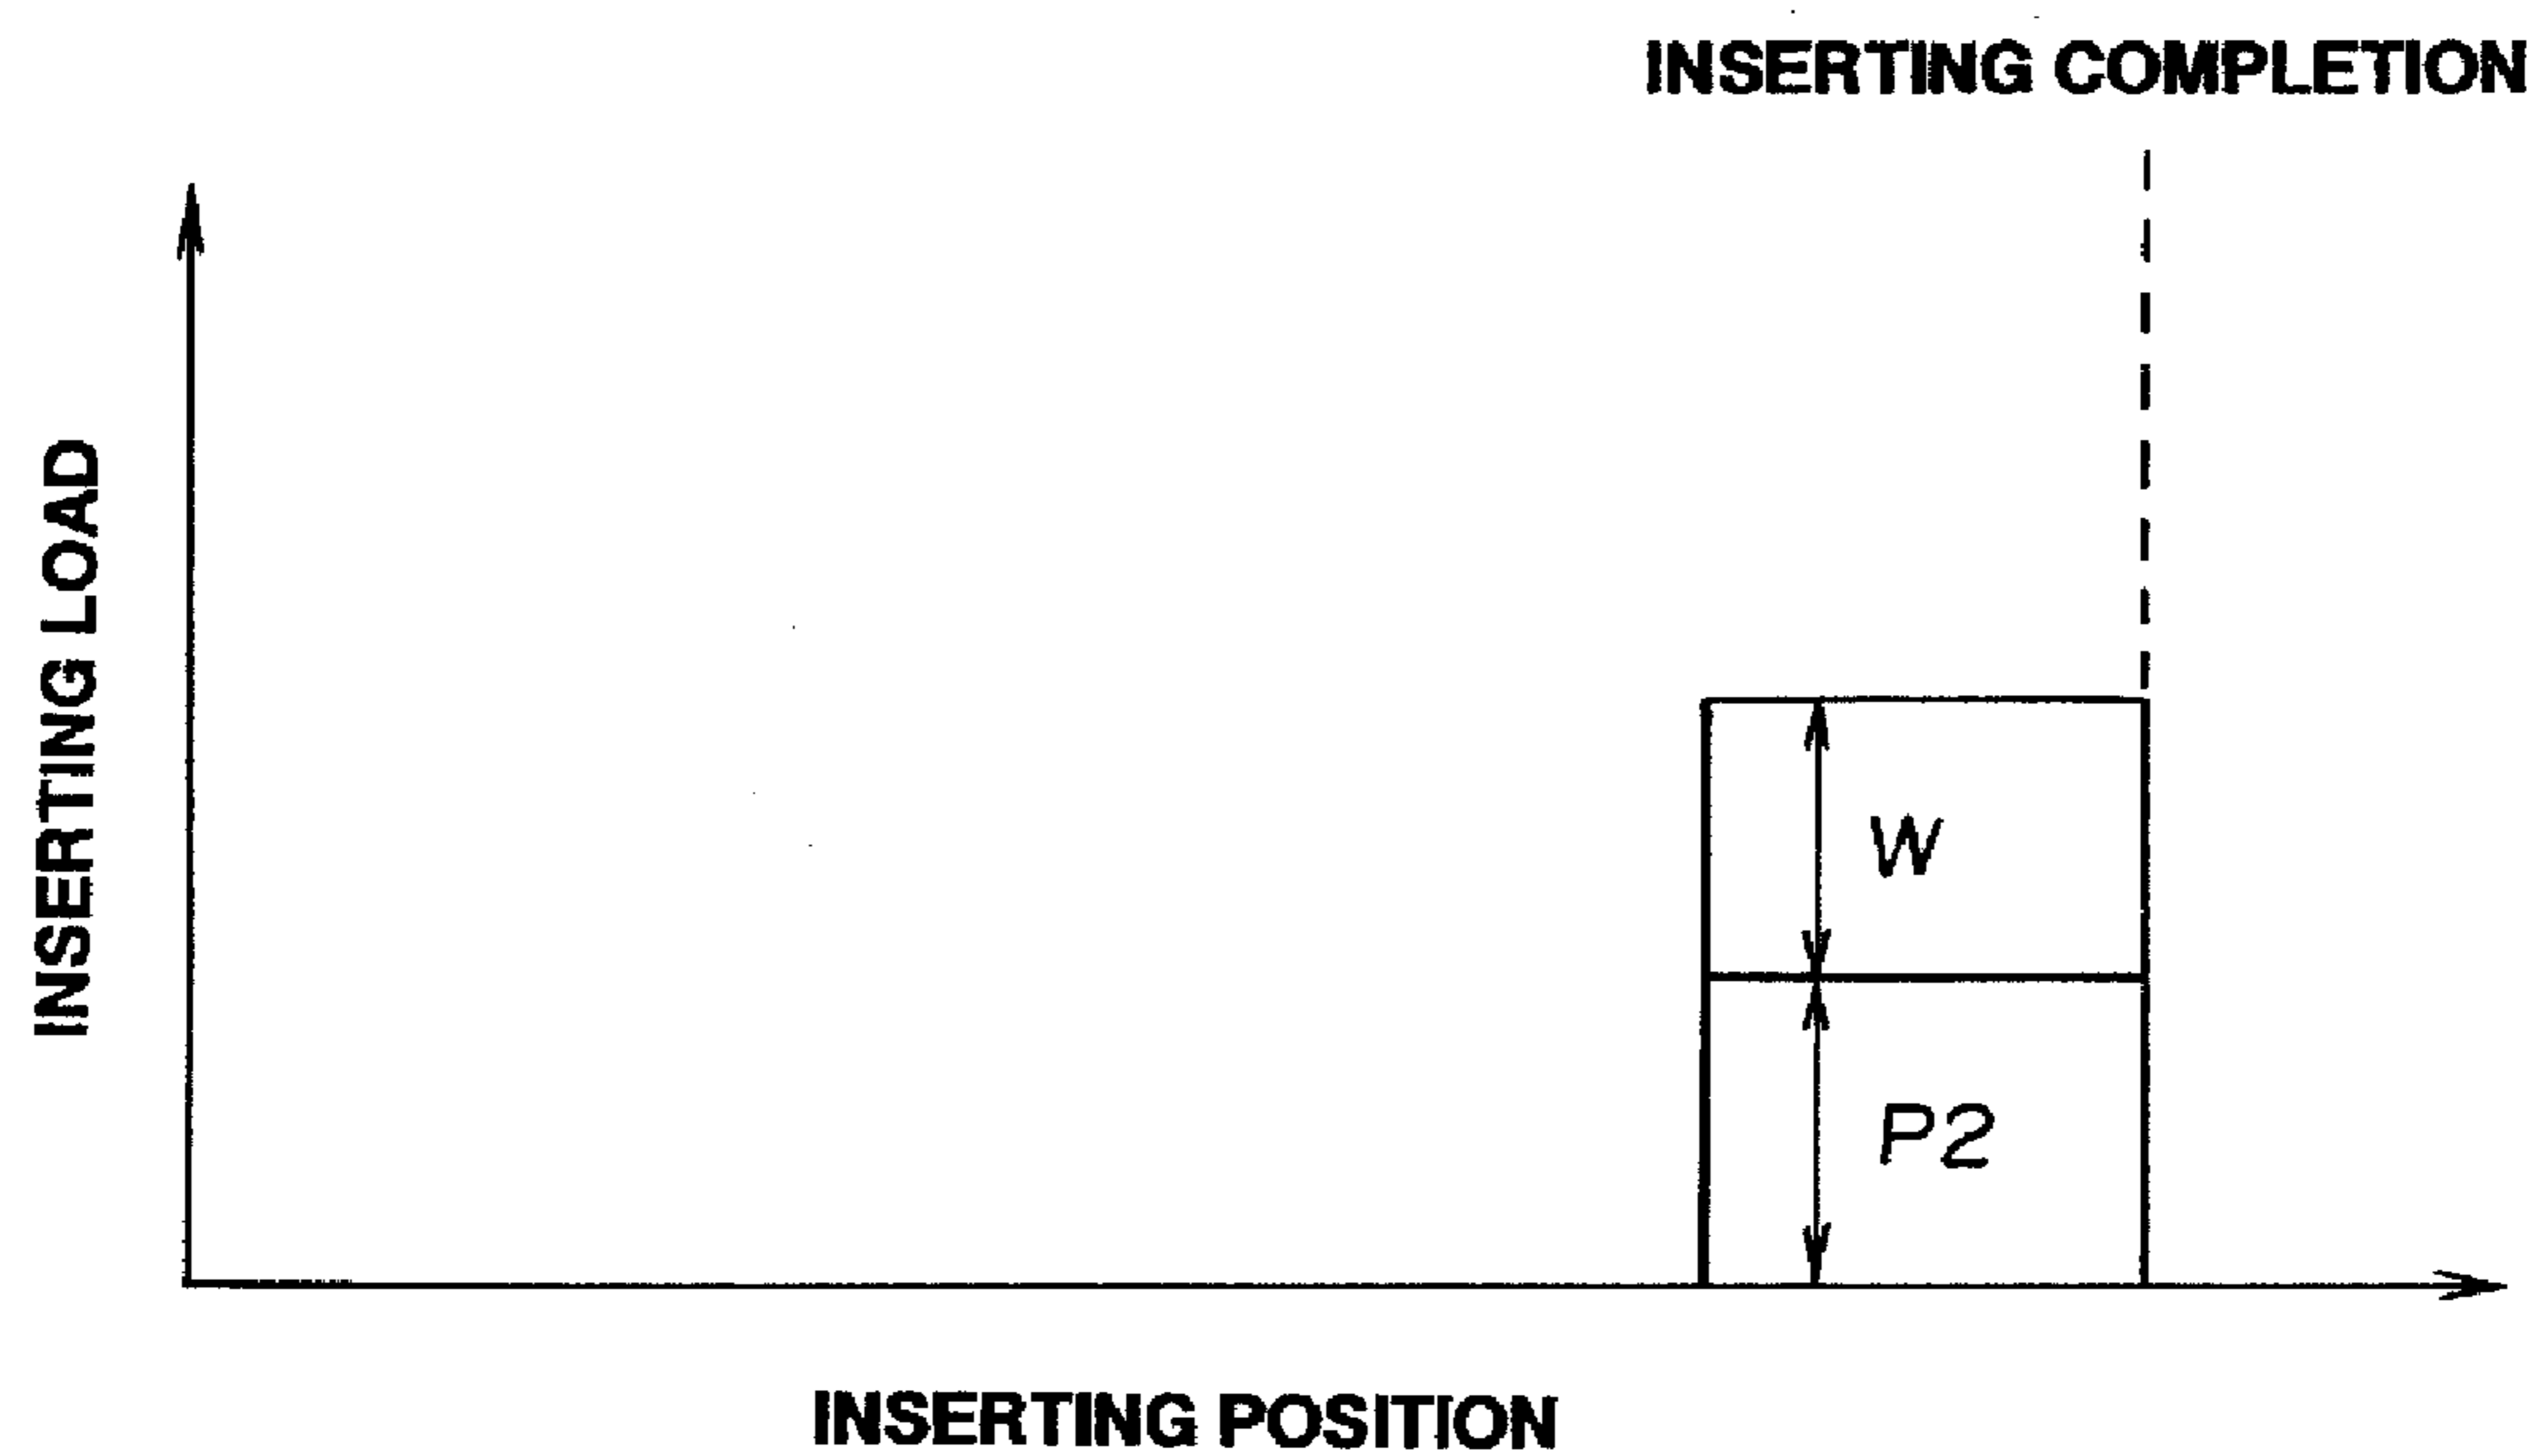 INSERTING COMPLETION
INSERTING LOAD
W
P2
INSERTING POSITION